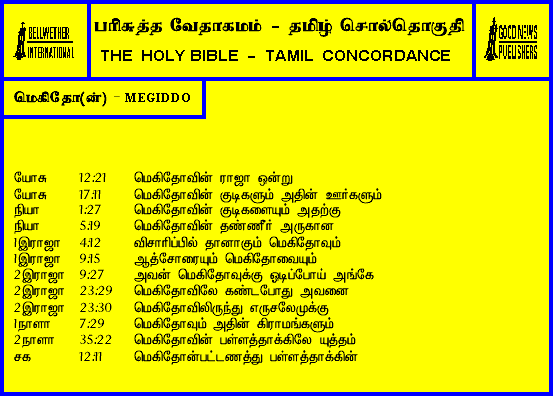 BELLWETHER
INTERNATIONAL
பரிசுத்த வேதாகமம் - தமிழ் சொல்தொகுதி
THE HOLY BIBLE - TAMIL CONCORDANCE
GOOD NEWS
PUBLISHERS
மெகிதோ(ன்) - MEGIDDO
யோசு 12:21 மெகிதோவின் ராஜா ஒன்று
யோசு 17:11 மெகிதோவின் குடிகளும் அதின் ஊர்களும்
நியா 1:27 மெகிதோவின் குடிகளையும் அதற்கு
நியா 5:19 மெகிதோவின் தண்ணீர் அருகான
1இராஜா 4:12 விசாரிப்பில் தானாகும் மெகிதோவும்
1இராஜா 9:15 ஆத்சோரையும் மெகிதோவையும்
2இராஜா 9:27 அவன் மெகிதோவுக்கு ஓடிப்போய் அங்கே
2இராஜா 23:29 மெகிதோவிலே கண்டபோது அவனை
2இராஜா 23:30 மெகிதோவிலிருந்து எருசலேமுக்கு
1நாளா 7:29 மெகிதோவும் அதின் கிராமங்களும்
2நாளா 35:22 மெகிதோவின் பள்ளத்தாக்கிலே யுத்தம்
சக 12:11 மெகிதோன்பட்டணத்து பள்ளத்தாக்கின்